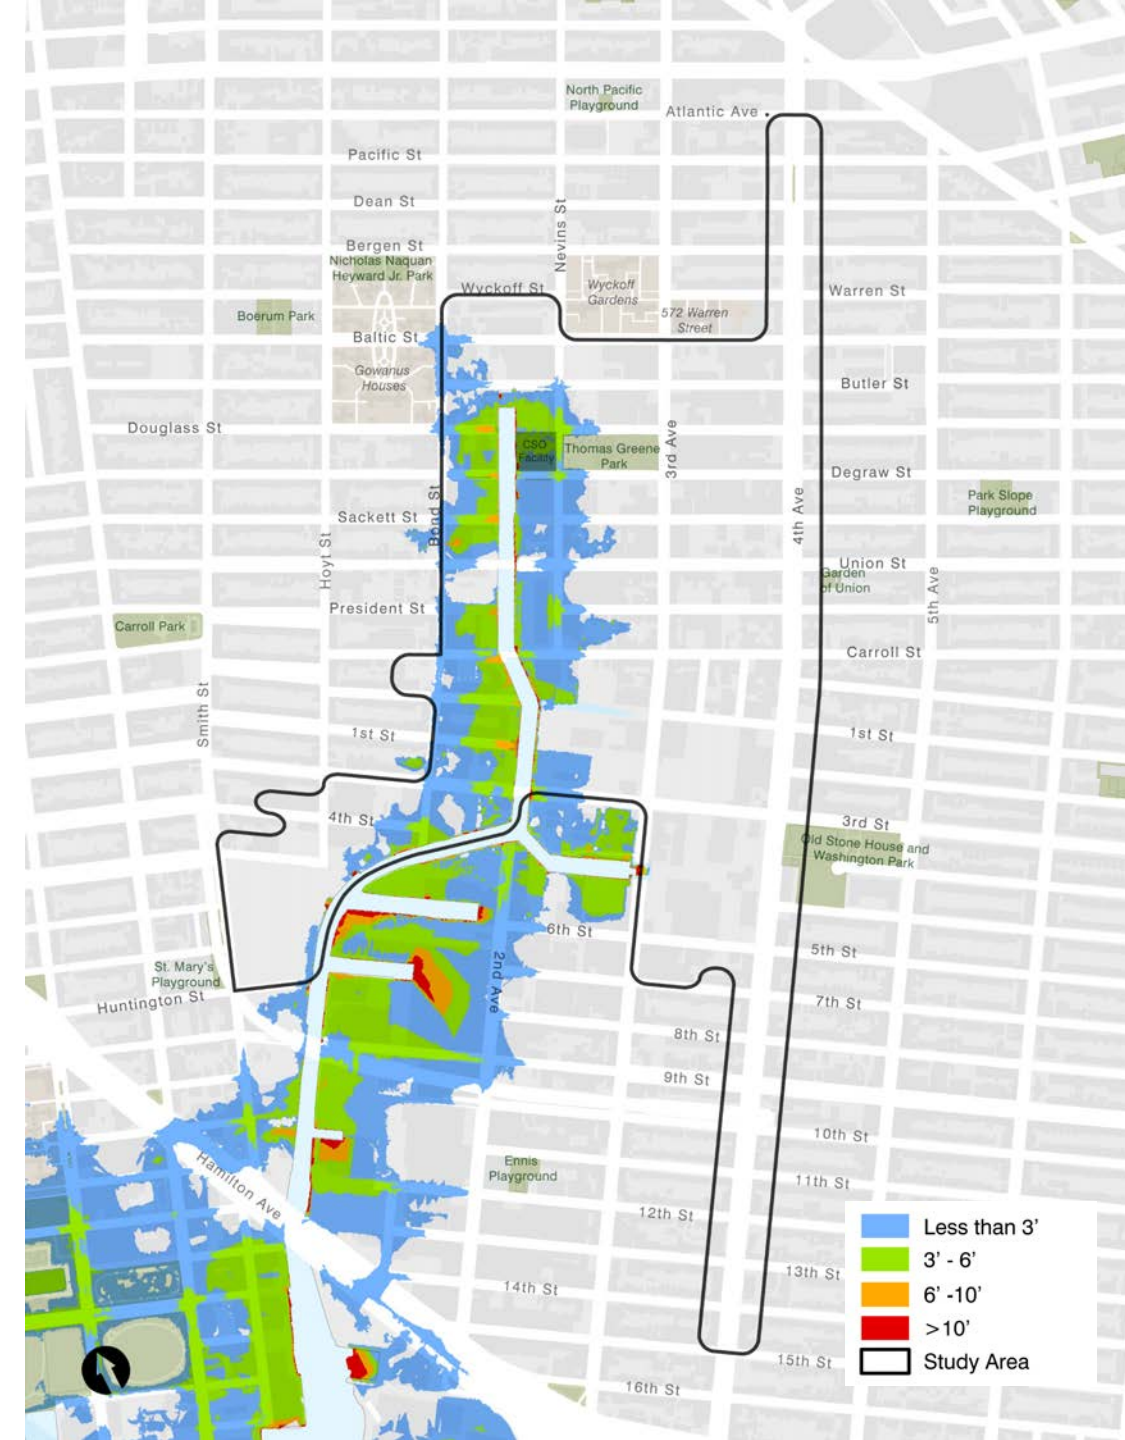 North Pacific
Playground
Atlantic Ave
Pacific St
Dean St
Nevins St
Bergen St
Nicholas Naquan
Heyward Jr. Park
Wyckoff St
Wyckoff
Gardens
Warren St
Boerum Park
572 Warren
Street
Baltic St
Gowanus
Houses
Butler St
Douglass St
3rd Ave
CSO
Facility
Thomas Greene
Park
Degraw St
Park Slope
Playground
Bond St
4th Ave
Sackett St
Hoyt St
Union St
Garden
of Union
5th Ave
President St
Carroll Park
Carroll St
Smith St
1st St
1st St
4th St
3rd St
Old Stone House and
Washington Park
6th St
5th St
2nd Ave
St. Mary's
Playground
Huntington St
7th St
8th St
9th St
10th St
Hamilton Ave
Ennis
Playground
11th St
12th St
13th St
14th St
15th St
16th St
Less than 3’
3’ - 6’
6’ -10’
>10’
Study Area